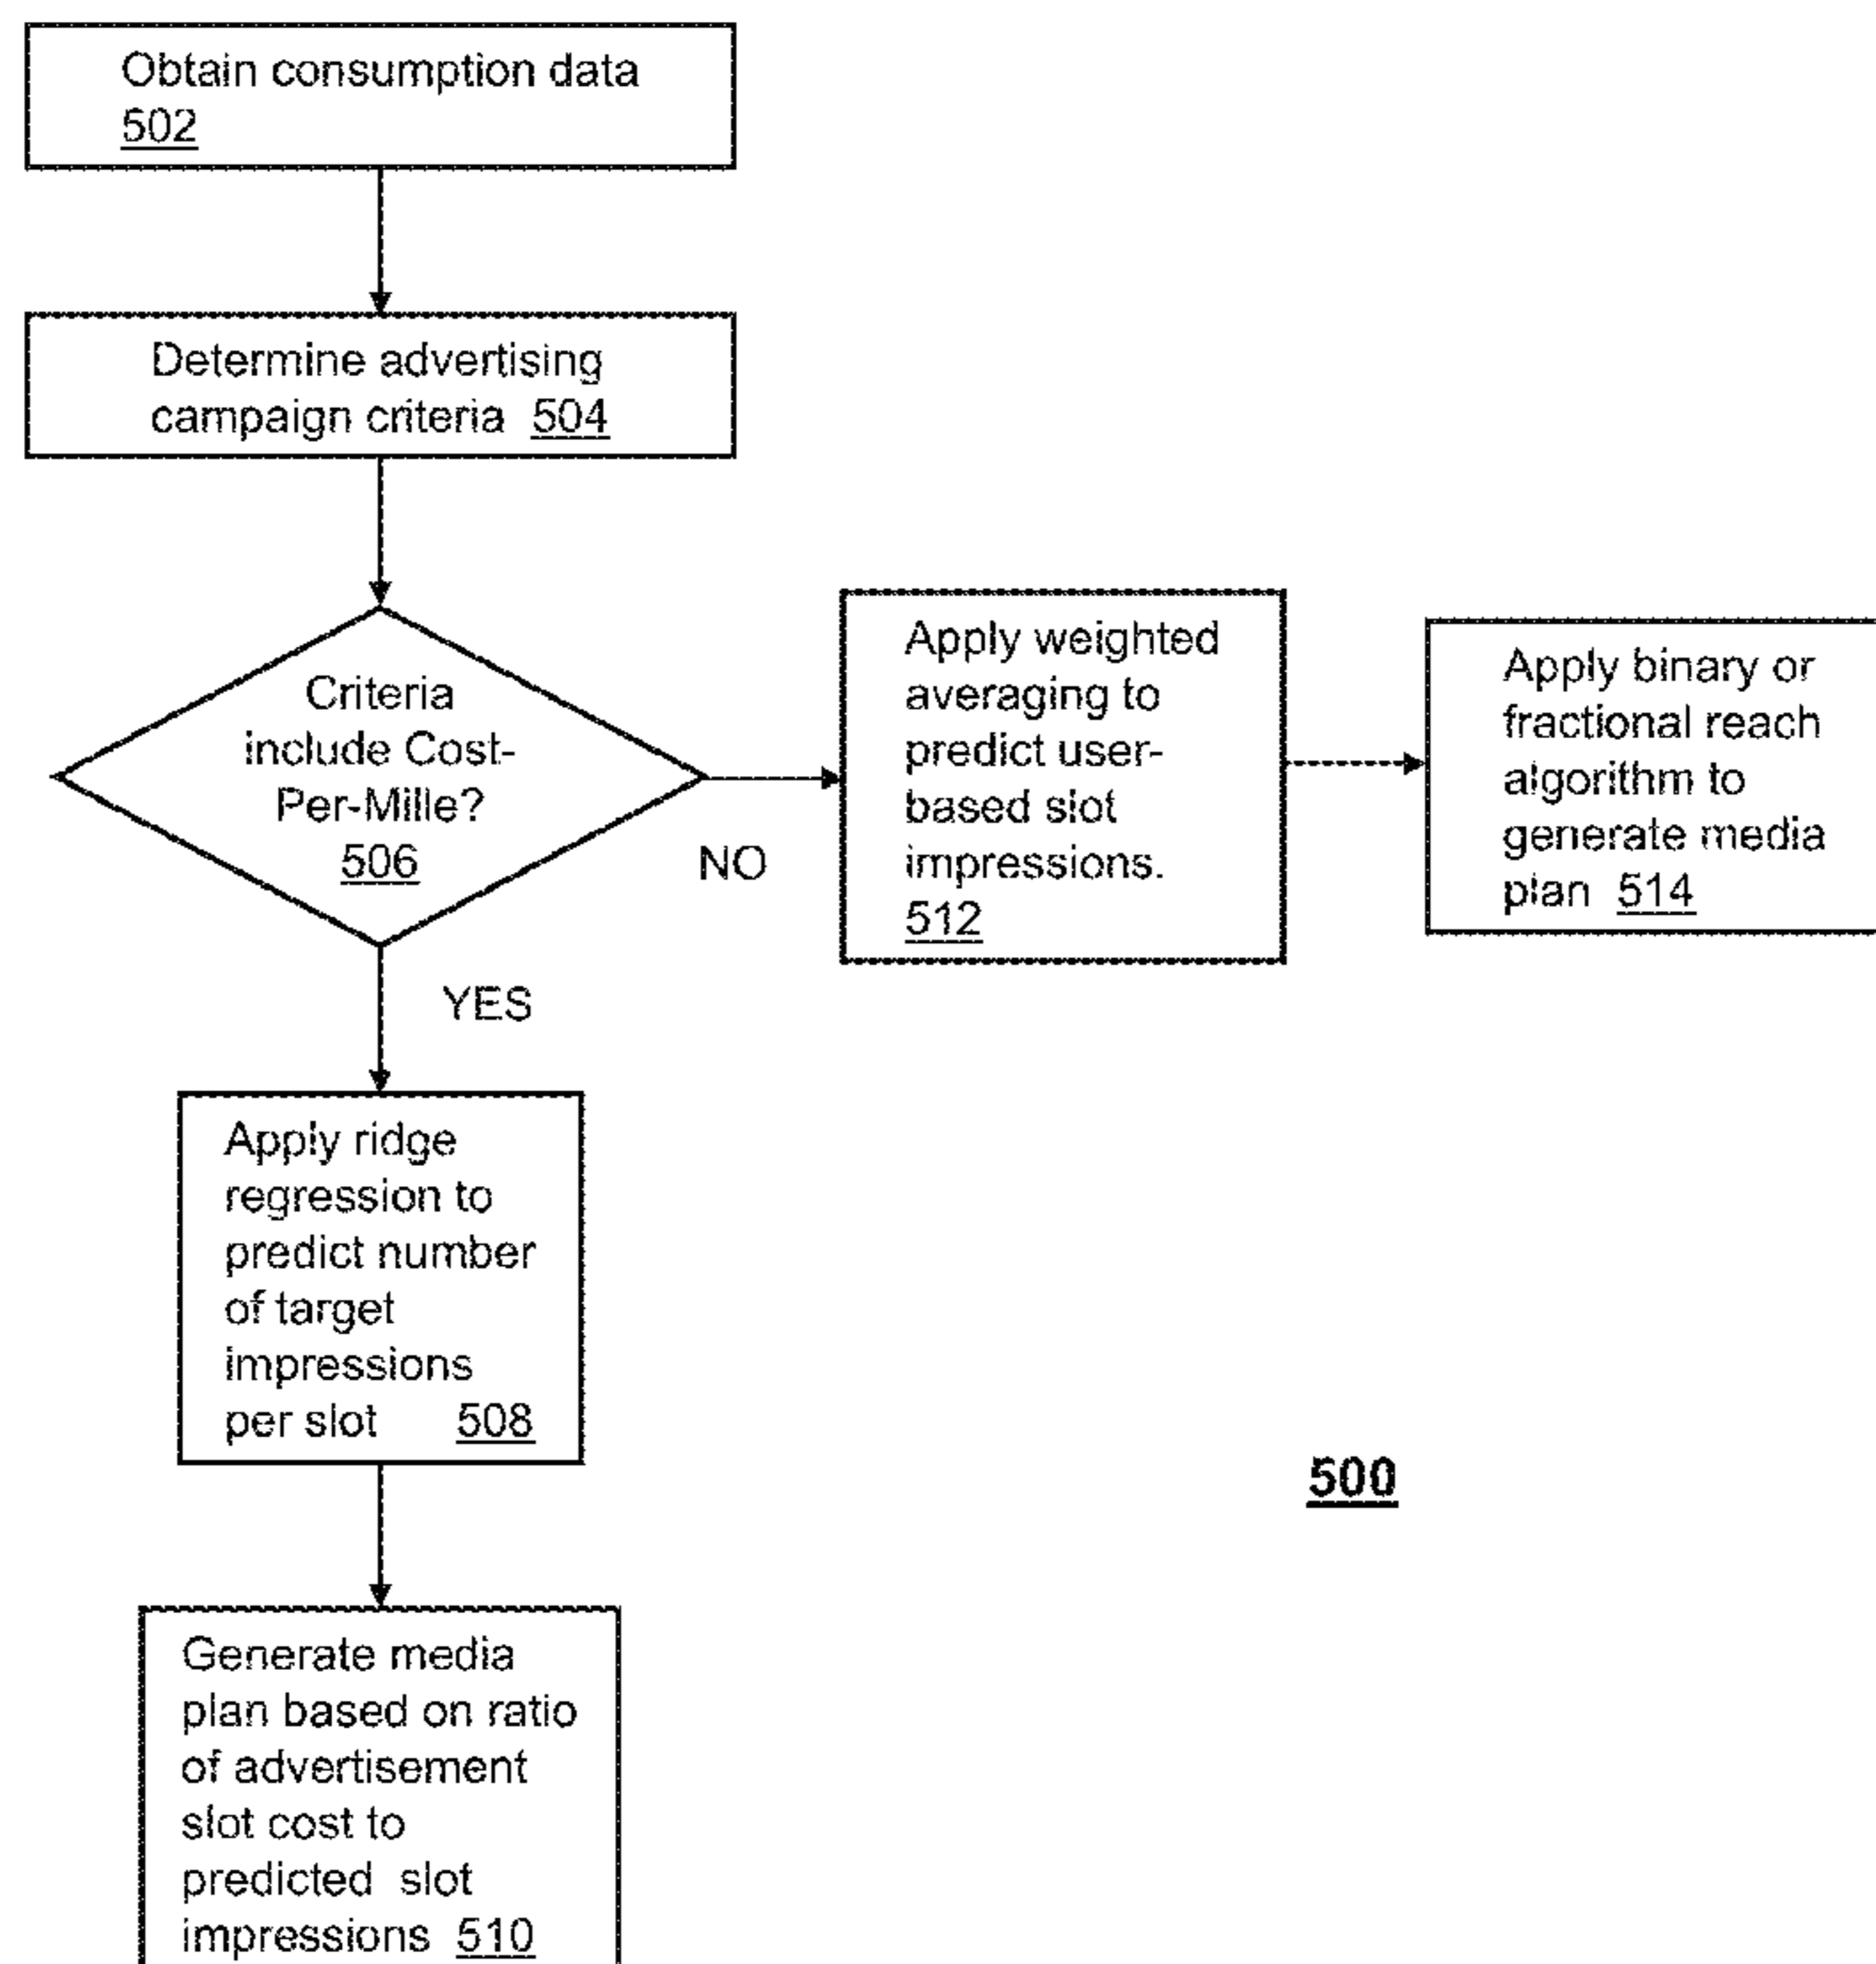 Obtain consumption data
502
Determine advertising
campaign criteria 504
Criteria
include Cost-
Per-Mille?
506
NO
YES
Apply weighted
averaging to
predict user-
based slot
impressions.
512
Apply binary or
fractional reach
algorithm to
generate media
plan 514
Apply ridge
regression to
predict number
of target
impressions
per slot 508
500
Generate media
plan based on ratio
of advertisement
slot cost to
predicted slot
impressions 510